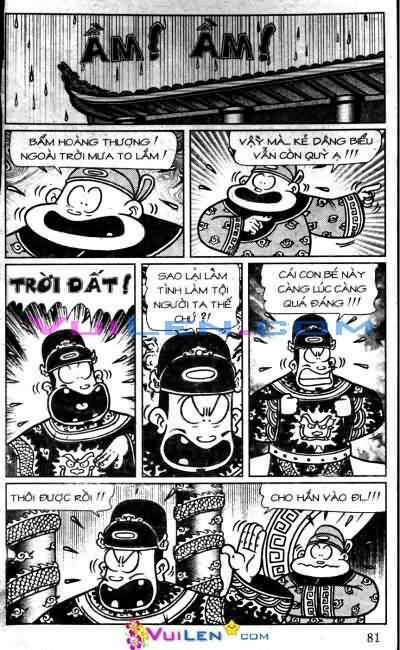 ẦM! ẦM!
BẨM HOÀNG THƯỢNG !
NGOÀI TRỜI MƯA TO LẮM !
VẬY MÀ... KẺ DÂNG BIỂU
VẪN CÒN QUỲ Ạ !!!
TRỜI ĐẤT!
SAO LẠI LẮM
TÌNH LẮM TỘI
NGƯỜI TA THẾ
CHỨ ?!
CÁI CON BÉ NÀY
CÀNG LÚC CÀNG
QUÁ ĐÁNG !!!
VUILEN.COM
THÔI ĐƯỢC RỒI !!
CHO HẮN VÀO ĐI..!!!
81
VUILEN.COM